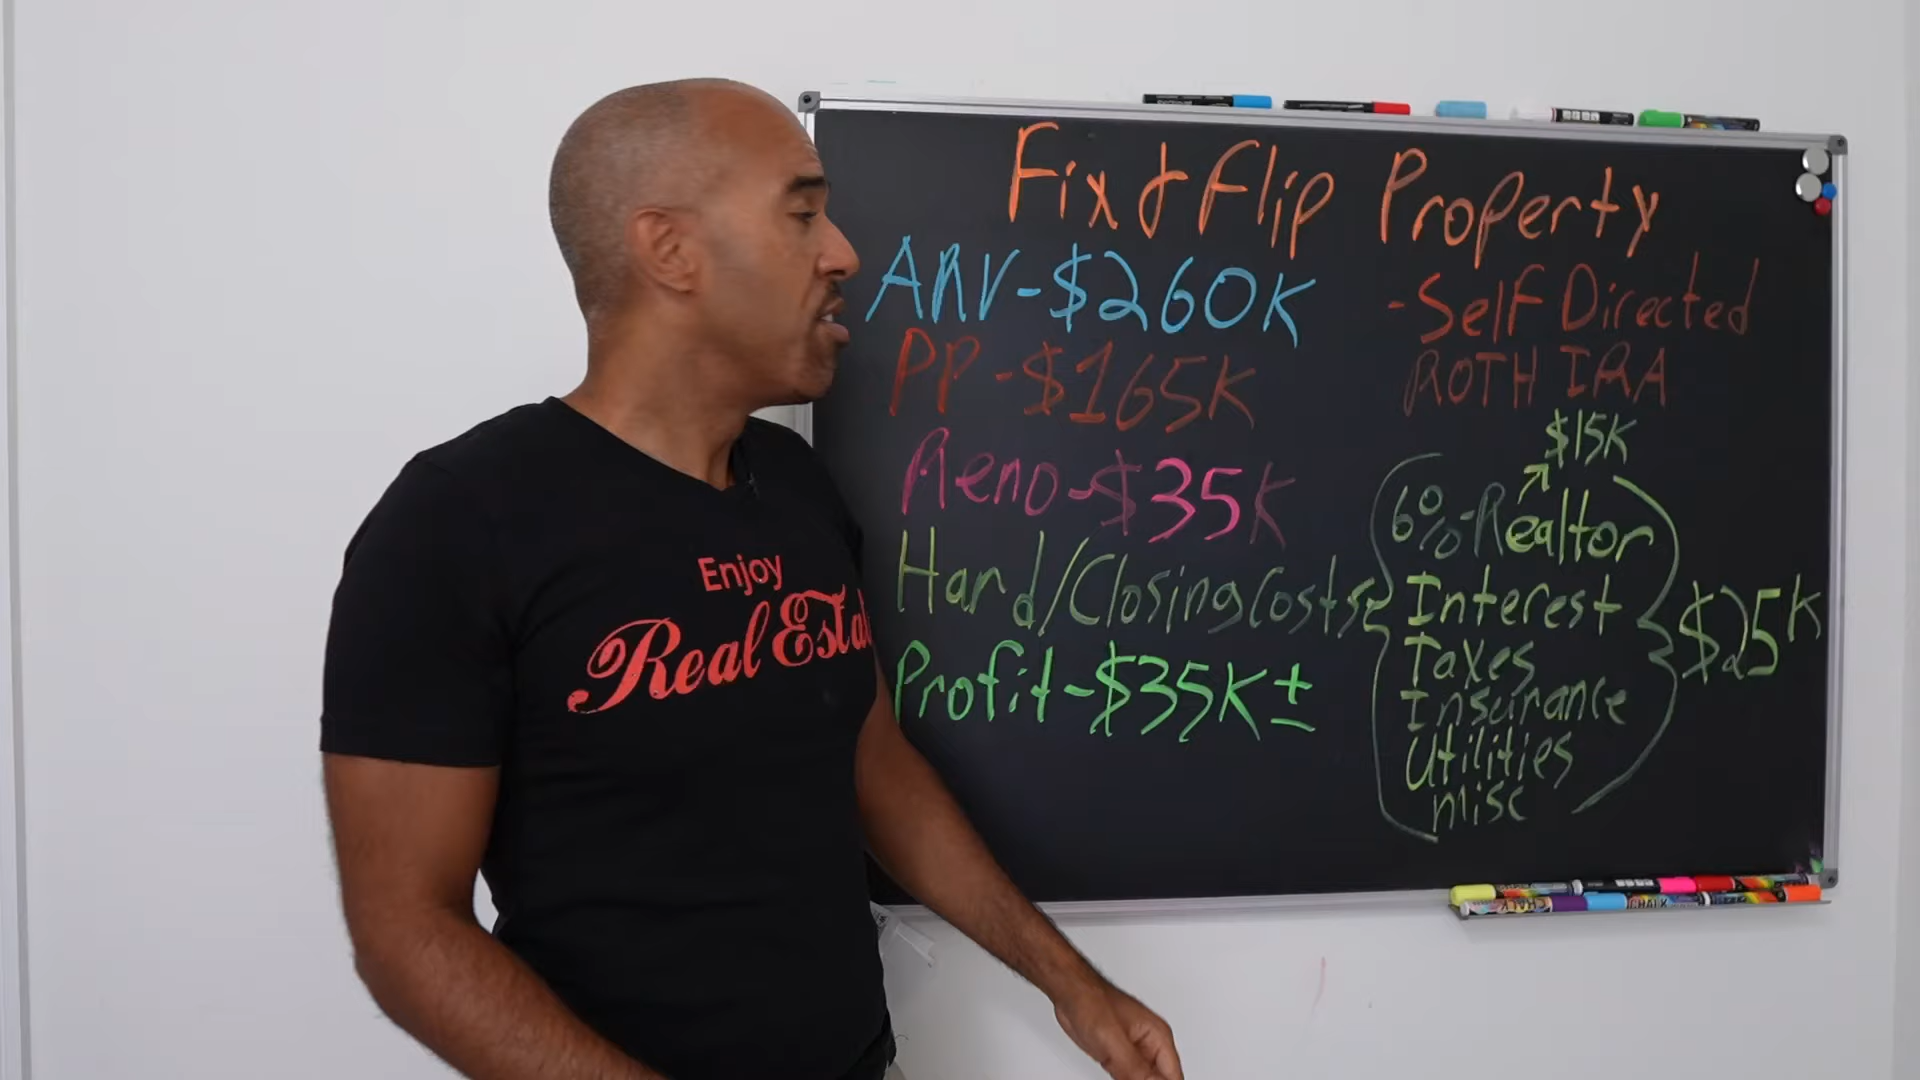 Fix & Flip Property
ARV-$260K
PP-$165K
Reno-$35K
Hard/Closing Costs
Profit-$35K±
-Self Directed
ROTH IRA
$15K
6%-Realtor
Interest
Taxes
Insurance
Utilities
misc
$25K
Enjoy
Real Esta